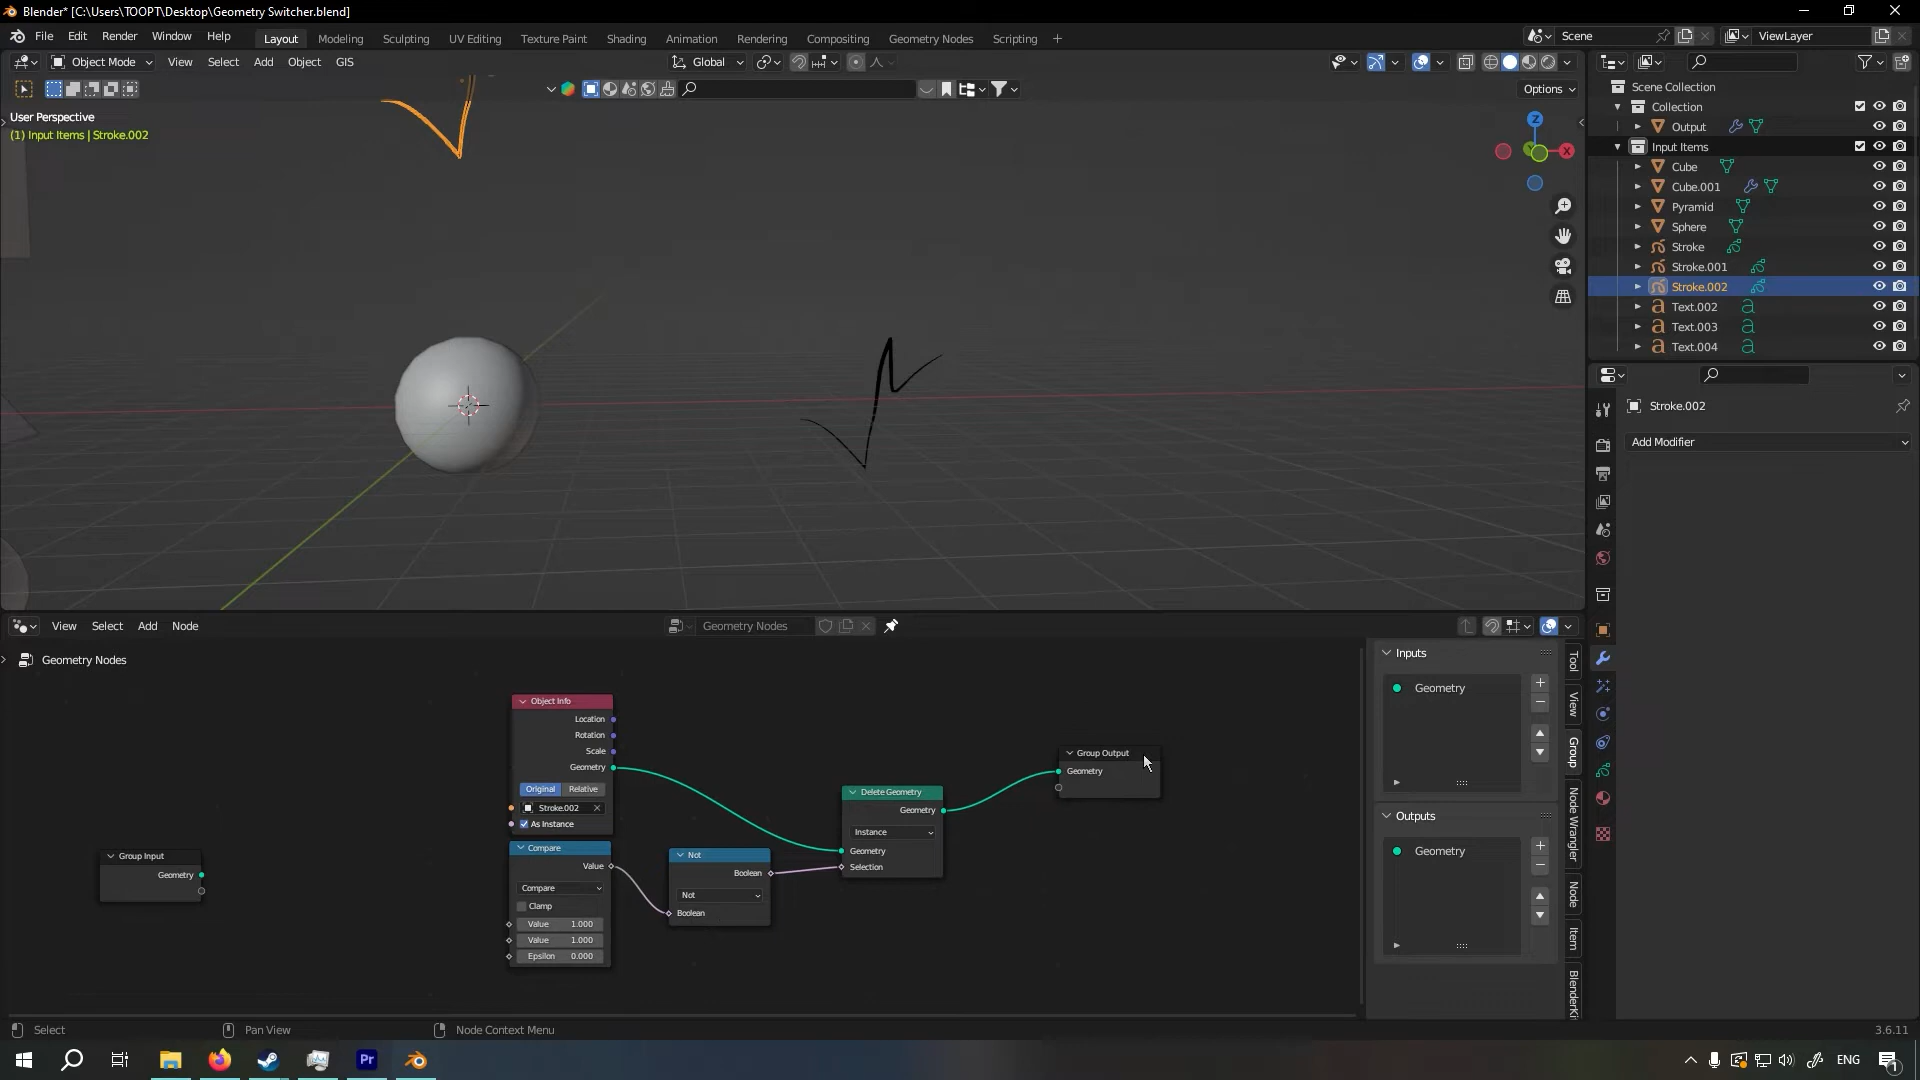 Blender* [C:\Users\TOOPT\Desktop\Geometry Switcher.blend]
File Edit Render Window Help
Layout Modeling Sculpting UV Editing Texture Paint Shading Animation Rendering Compositing Geometry Nodes Scripting +
Scene
ViewLayer
Object Mode View Select Add Object GIS
Global
Options
User Perspective
(1) Input Items | Stroke.002
Z
X
Scene Collection
Collection
Output
Input Items
Cube
Cube.001
Pyramid
Sphere
Stroke
Stroke.001
Stroke.002
Text.002
Text.003
Text.004
Stroke.002
Add Modifier
View Select Add Node
Geometry Nodes
Geometry Nodes
Object Info
Location
Rotation
Scale
Geometry
Original Relative
Stroke.002
As Instance
Compare
Value
Compare
Clamp
Value 1.000
Value 1.000
Epsilon 0.000
Group Input
Geometry
Not
Boolean
Not
Boolean
Delete Geometry
Geometry
Instance
Geometry
Selection
Group Output
Geometry
Inputs
Geometry
Outputs
Geometry
Tool
View
Group
Node Wrangler
Node
Item
BlenderKit
Select
Pan View
Node Context Menu
3.6.11
Pr
ENG
1